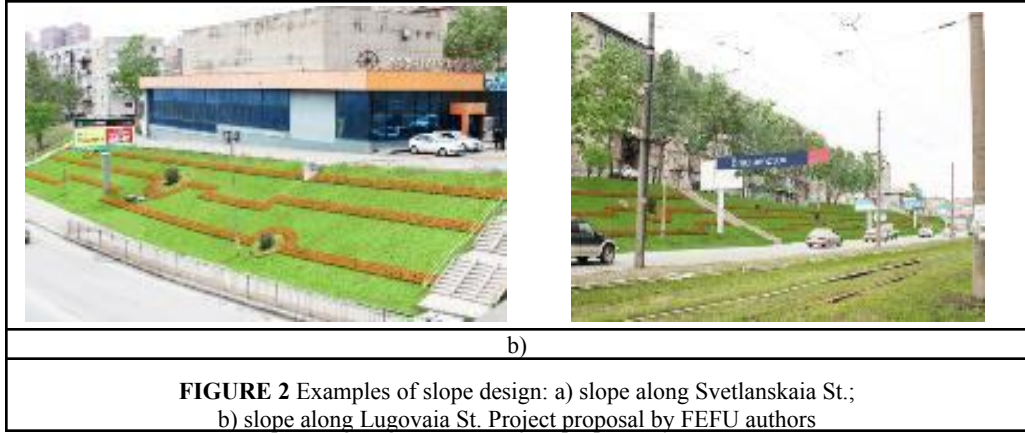 b)
FIGURE 2 Examples of slope design: a) slope along Svetlanskaia St.;
b) slope along Lugovaia St. Project proposal by FEFU authors